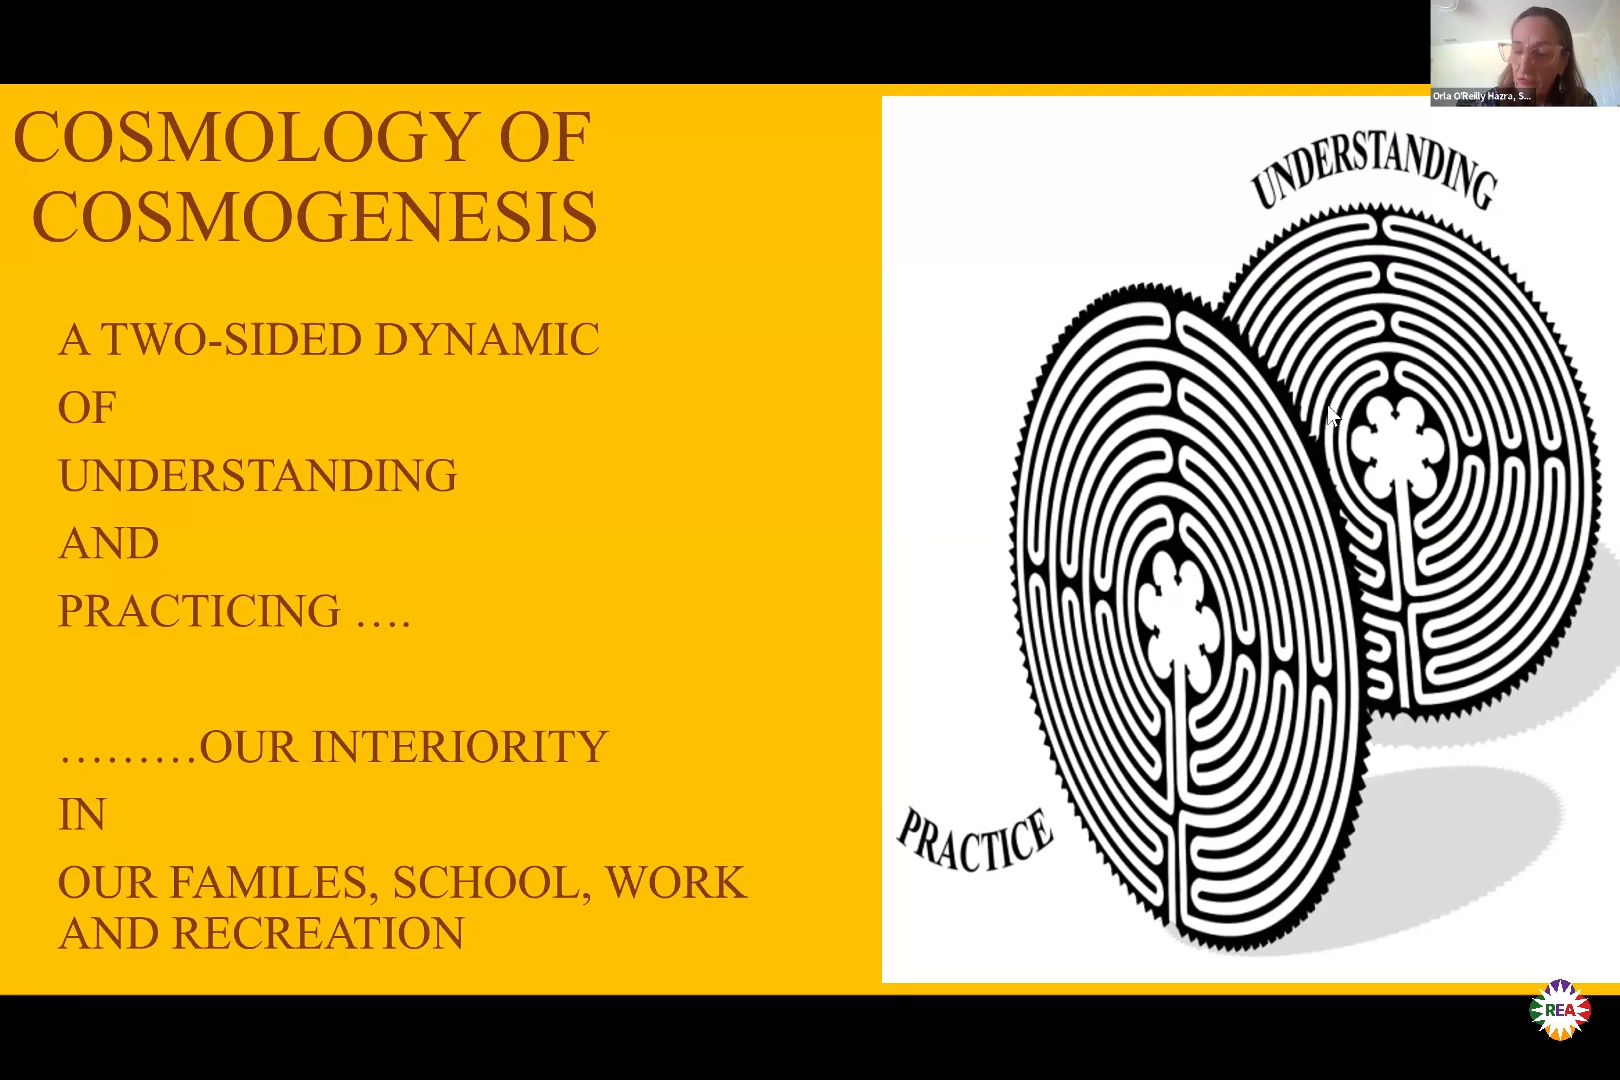 COSMOLOGY OF
COSMOGENESIS
A TWO-SIDED DYNAMIC
OF
UNDERSTANDING
AND
PRACTICING ….
………OUR INTERIORITY
IN
OUR FAMILES, SCHOOL, WORK
AND RECREATION
UNDERSTANDING
PRACTICE
Orla O'Reilly Hazra, S...
REA